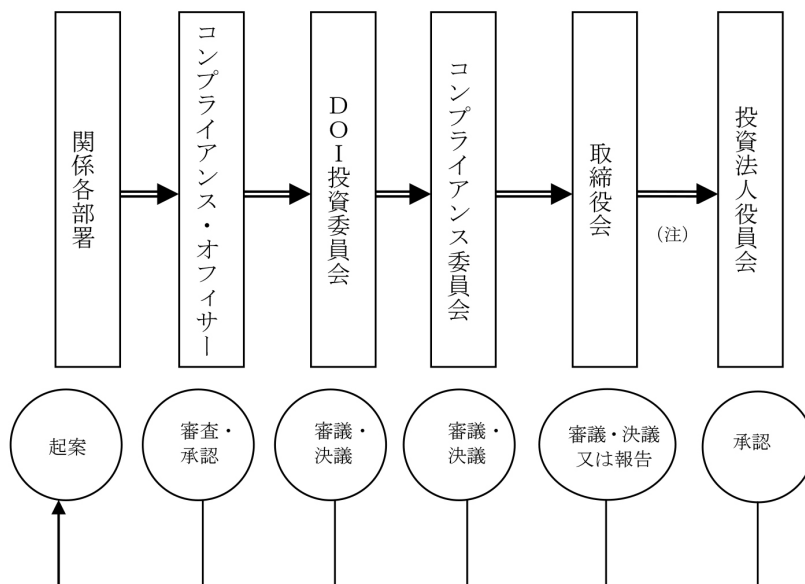 関係各部署
コンプライアンス・オフィサー
DOI投資委員会
コンプライアンス委員会
取締役会
(注)
投資法人役員会
起案
審査・
承認
審議・
決議
審議・
決議
審議・決議
又は報告
承認